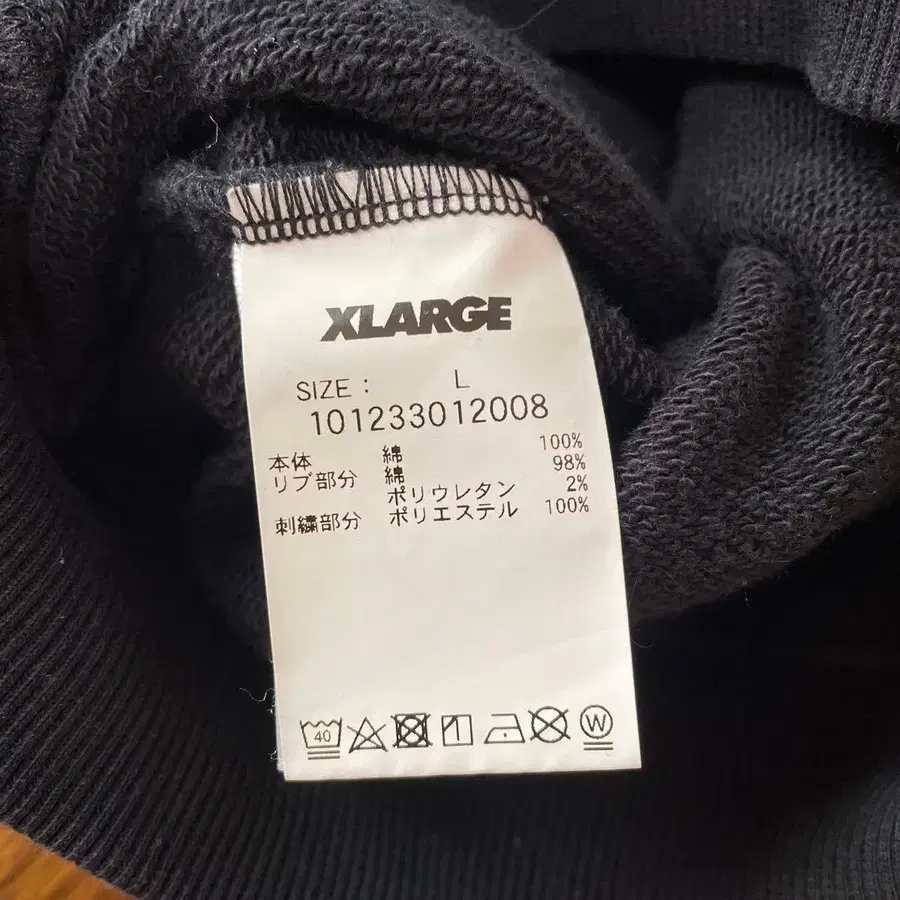 XLARGE
SIZE : L
101233012008
本体 綿 100%
リブ部分 綿 98%
ポリウレタン 2%
刺繍部分 ポリエステル 100%
40 W